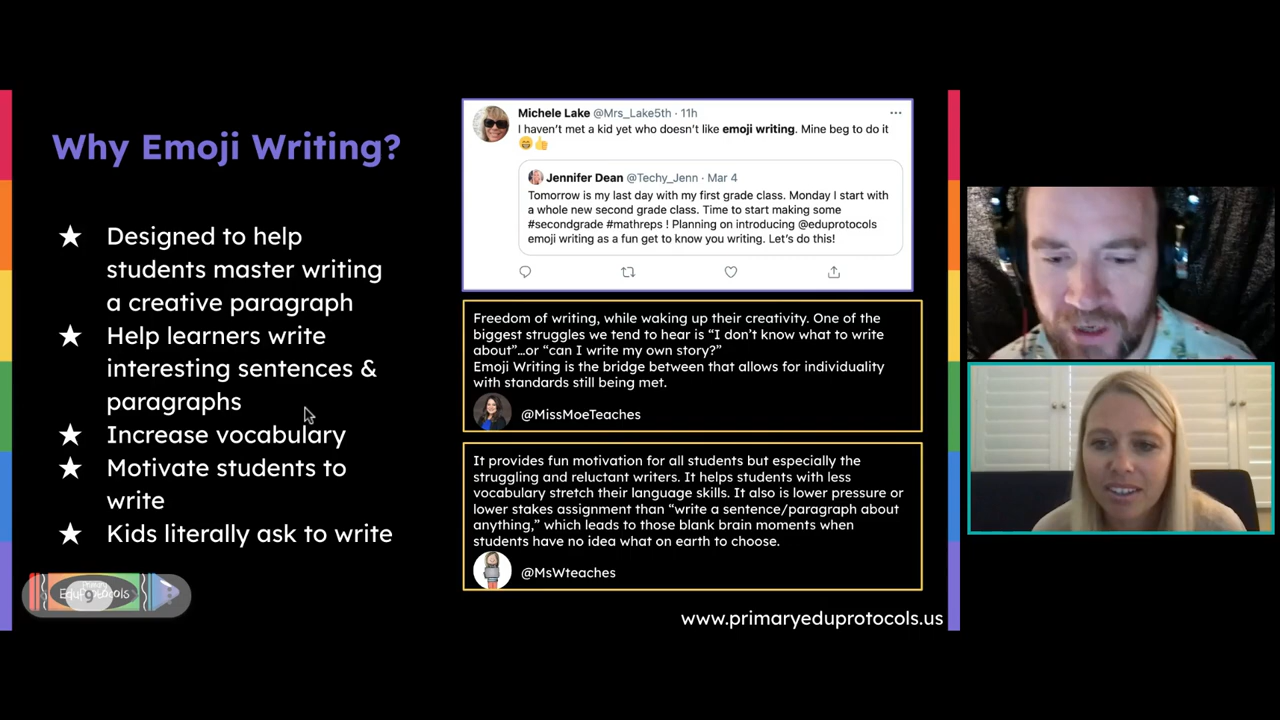 Why Emoji Writing?
★ Designed to help
students master writing
a creative paragraph
★ Help learners write
interesting sentences &
paragraphs
★ Increase vocabulary
★ Motivate students to
write
★ Kids literally ask to write
Primary
EduProtocols
9
Michele Lake @Mrs_Lake5th · 11h
I haven't met a kid yet who doesn't like emoji writing. Mine beg to do it
😁👍
Jennifer Dean @Techy_Jenn · Mar 4
Tomorrow is my last day with my first grade class. Monday I start with
a whole new second grade class. Time to start making some
#secondgrade #mathreps ! Planning on introducing @eduprotocols
emoji writing as a fun get to know you writing. Let's do this!
Freedom of writing, while waking up their creativity. One of the
biggest struggles we tend to hear is “I don't know what to write
about”...or “can I write my own story?”
Emoji Writing is the bridge between that allows for individuality
with standards still being met.
@MissMoeTeaches
It provides fun motivation for all students but especially the
struggling and reluctant writers. It helps students with less
vocabulary stretch their language skills. It also is lower pressure or
lower stakes assignment than “write a sentence/paragraph about
anything,” which leads to those blank brain moments when
students have no idea what on earth to choose.
@MsWteaches
www.primaryeduprotocols.us